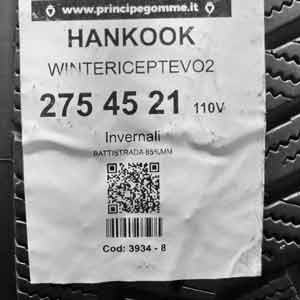 www.principegomme.it
HANKOOK
WINTERICEPTEVO2
275 45 21 110V
Invernali
BATTISTRADA 85%MM
Cod: 3934 - 8